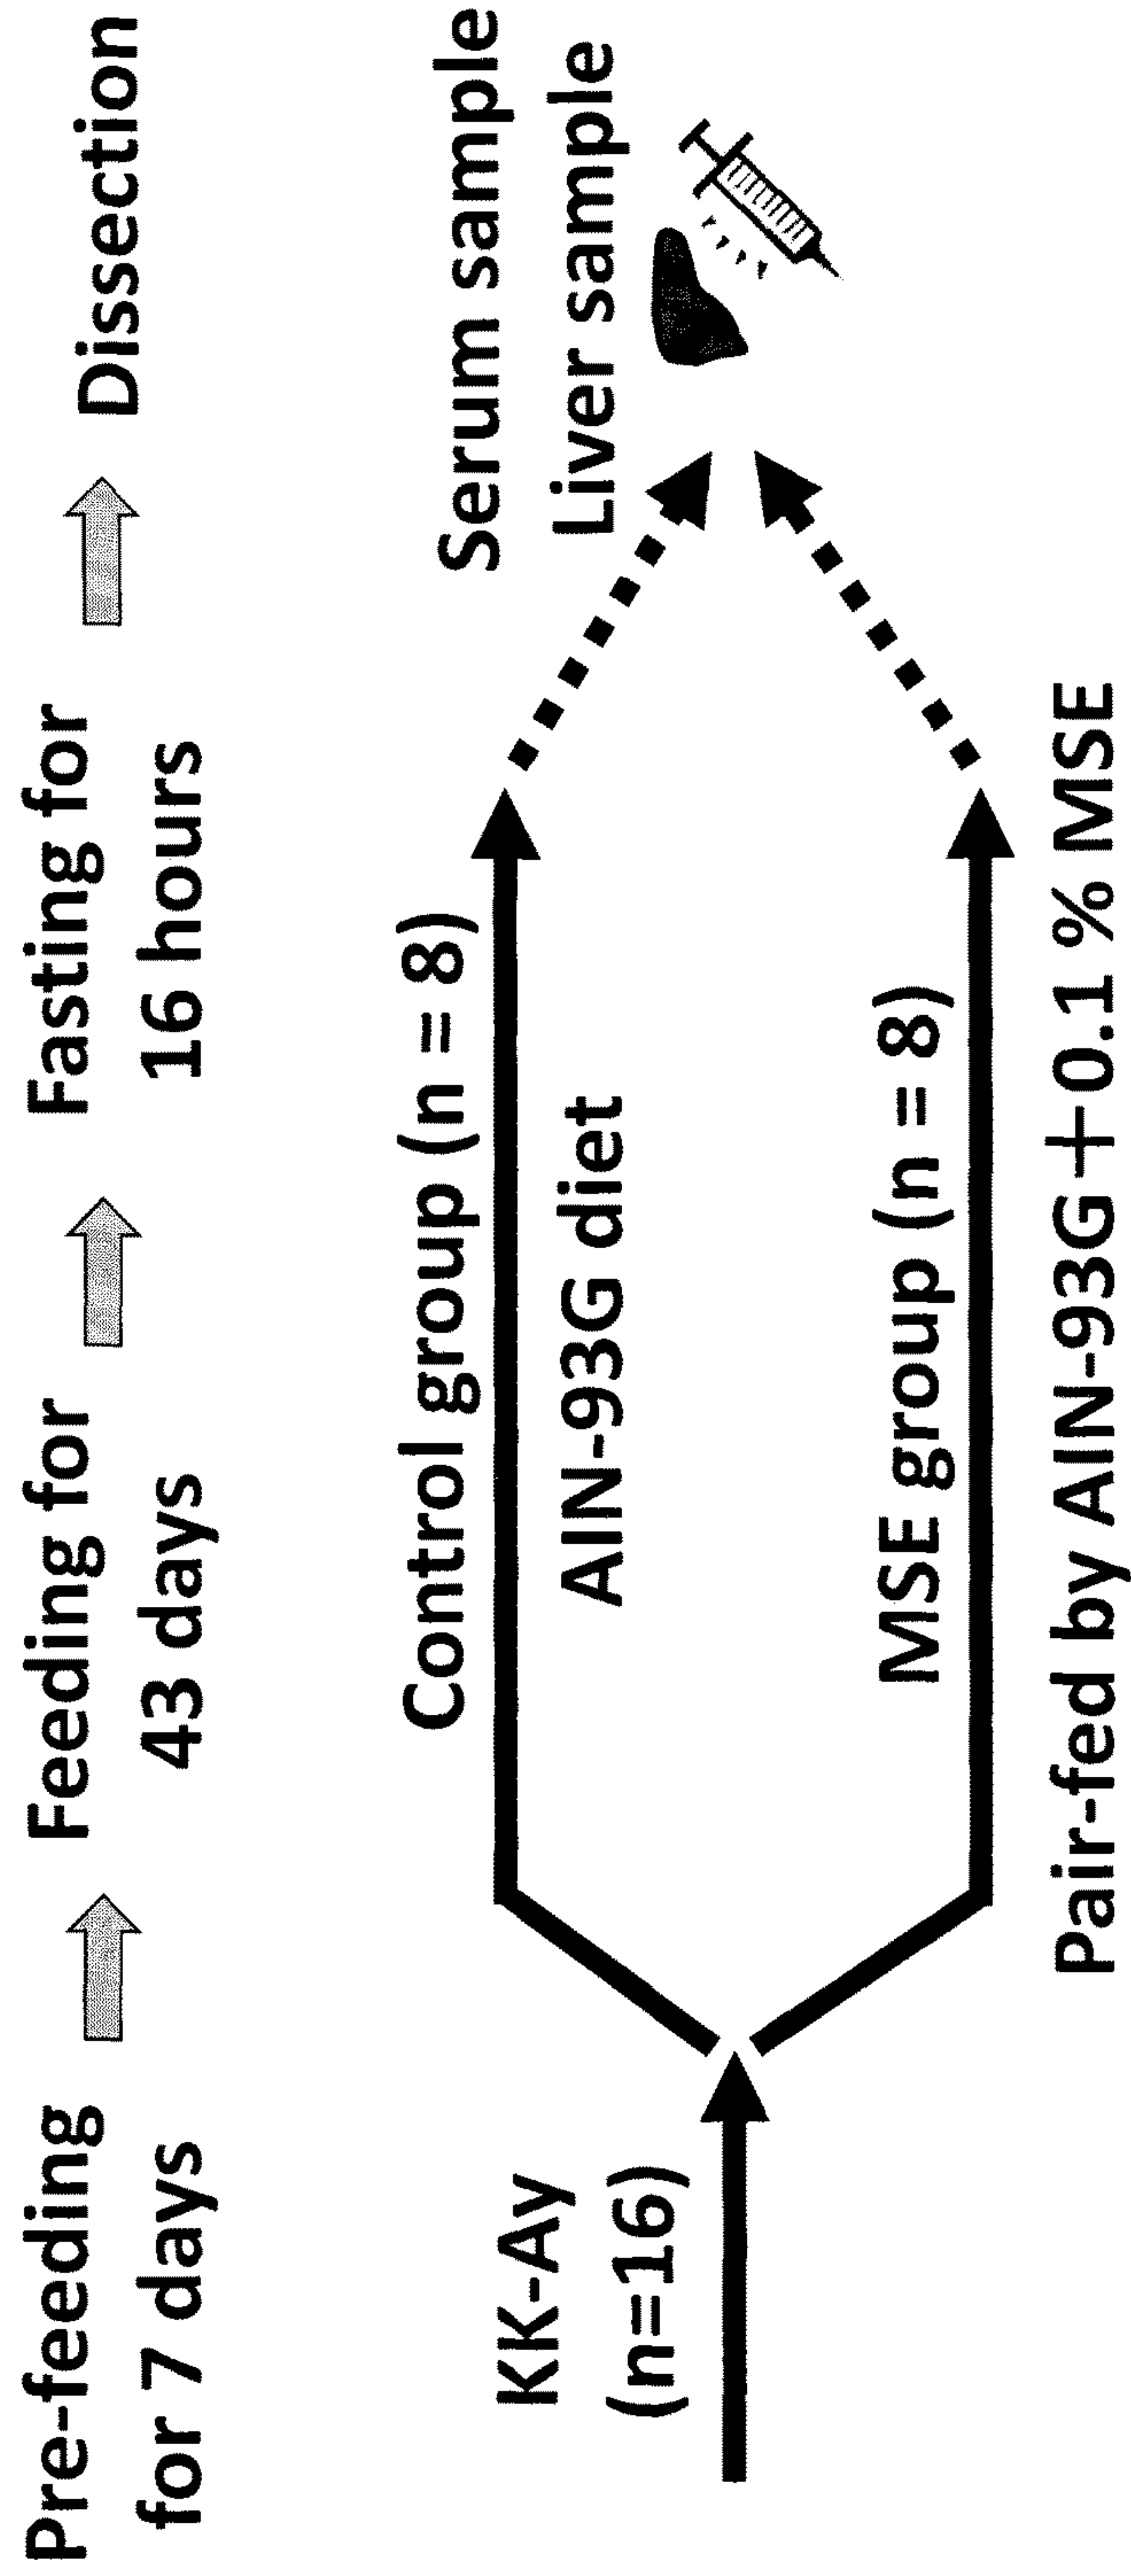 Pre-feeding
for 7 days
Feeding for
43 days
Fasting for
16 hours
Dissection
KK-Ay
(n=16)
Control group (n = 8)
AIN-93G diet
MSE group (n = 8)
Pair-fed by AIN-93G+0.1 % MSE
Serum sample
Liver sample